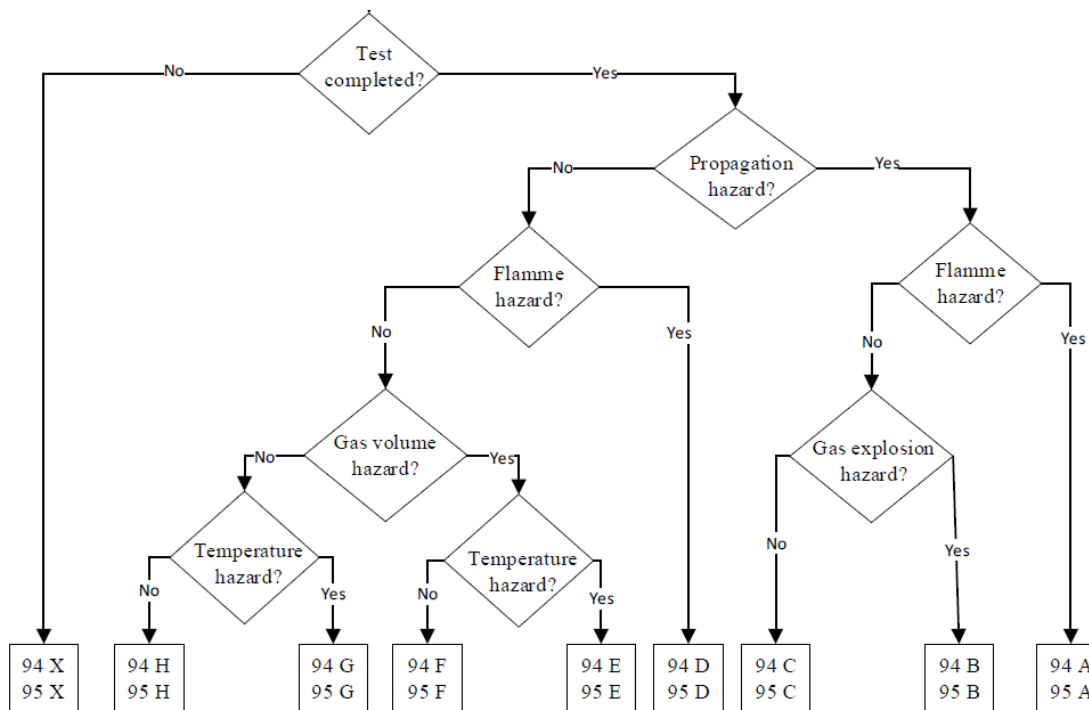 Test
completed?
No
Yes
Propagation
hazard?
No
Yes
Flamme
hazard?
Flamme
hazard?
No
Yes
No
Yes
Gas volume
hazard?
Gas explosion
hazard?
No
Yes
Temperature
hazard?
Temperature
hazard?
No
Yes
No
Yes
No
Yes
94 X
95 X
94 H
95 H
94 G
95 G
94 F
95 F
94 E
95 E
94 D
95 D
94 C
95 C
94 B
95 B
94 A
95 A